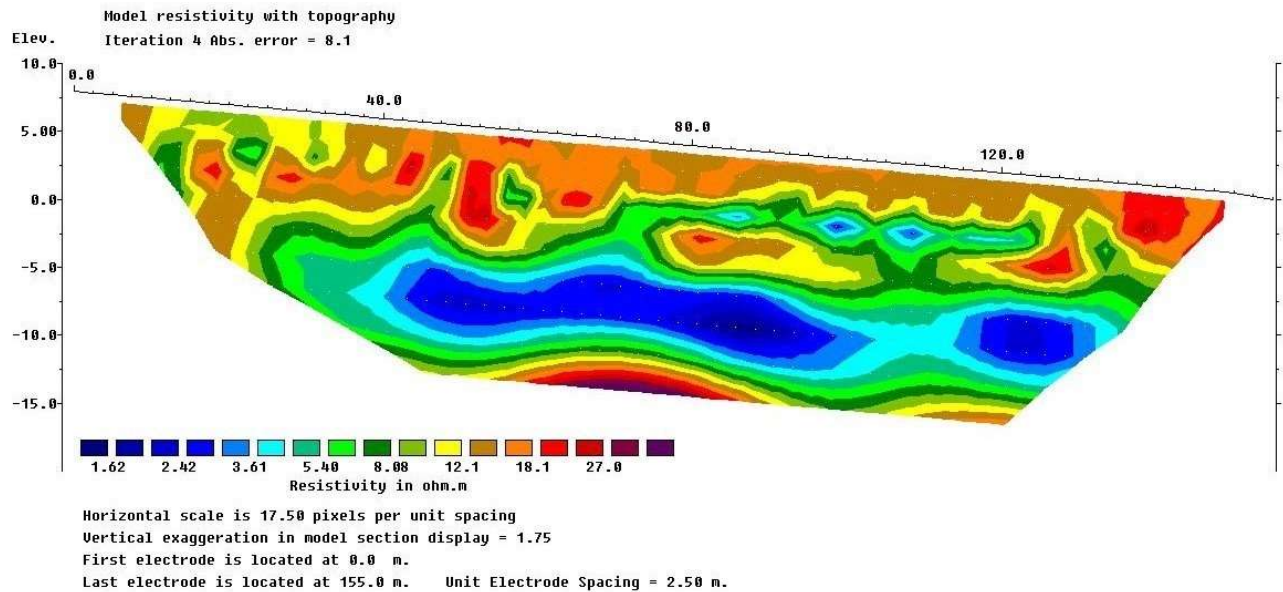 Model resistivity with topography
Elev.
Iteration 4 Abs. error = 8.1
10.0
0.0
40.0
5.00
80.0
120.0
0.0
-5.0
-10.0
-15.0
1.62 2.42 3.61 5.40 8.08 12.1 18.1 27.0
Resistivity in ohm.m
Horizontal scale is 17.50 pixels per unit spacing
Vertical exaggeration in model section display = 1.75
First electrode is located at 0.0 m.
Last electrode is located at 155.0 m. Unit Electrode Spacing = 2.50 m.